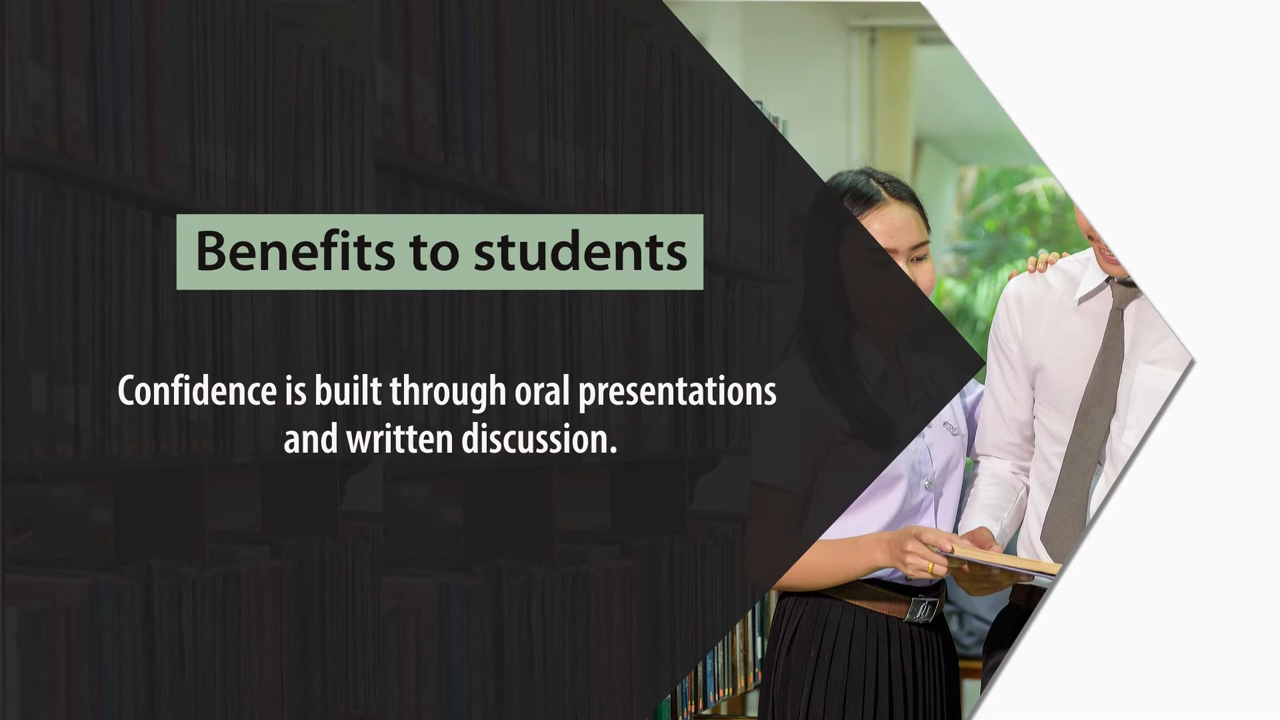 Benefits to students
Confidence is built through oral presentations
and written discussion.